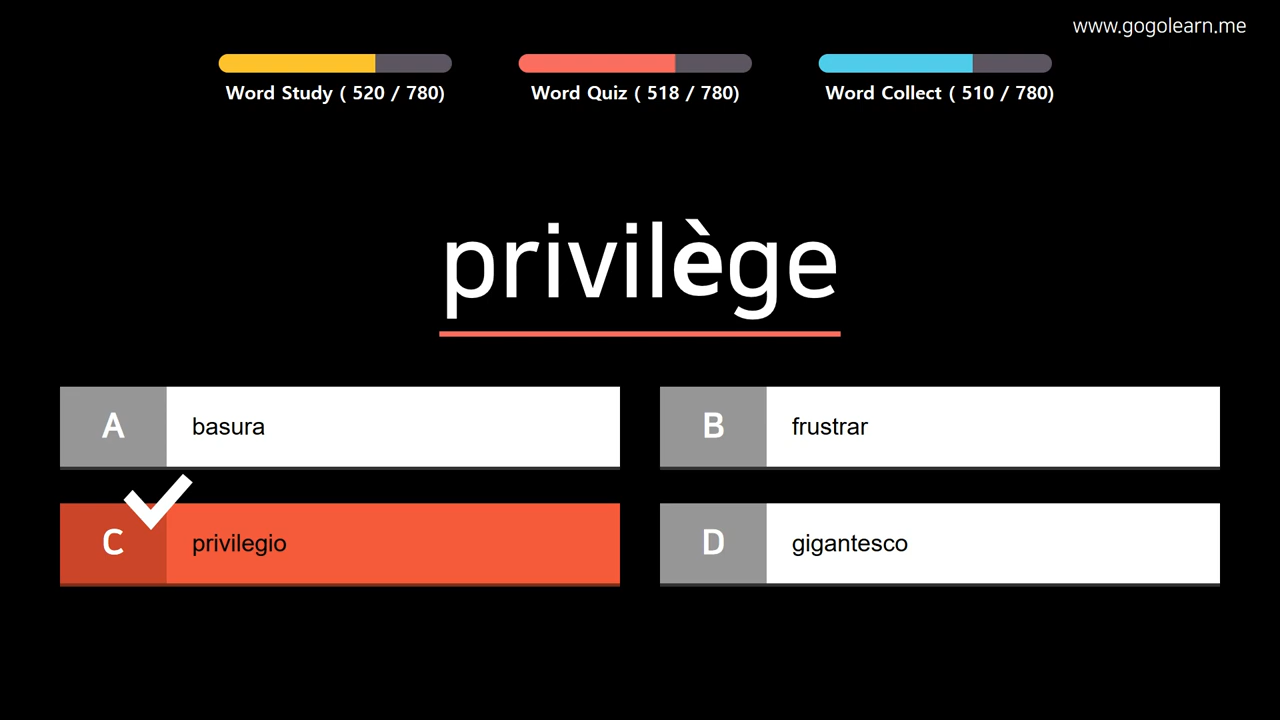 www.gogolearn.me
Word Study ( 520 / 780)
Word Quiz ( 518 / 780)
Word Collect ( 510 / 780)
privilège
A basura
B frustrar
C privilegio
D gigantesco